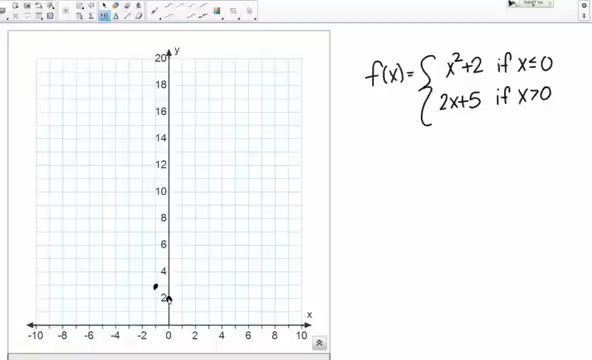 y
20
18
16
14
12
10
8
6
4
2
x
-10 -8 -6 -4 -2 0 2 4 6 8 10
f(x)= { x²+2 if x≤0
2x+5 if x>0